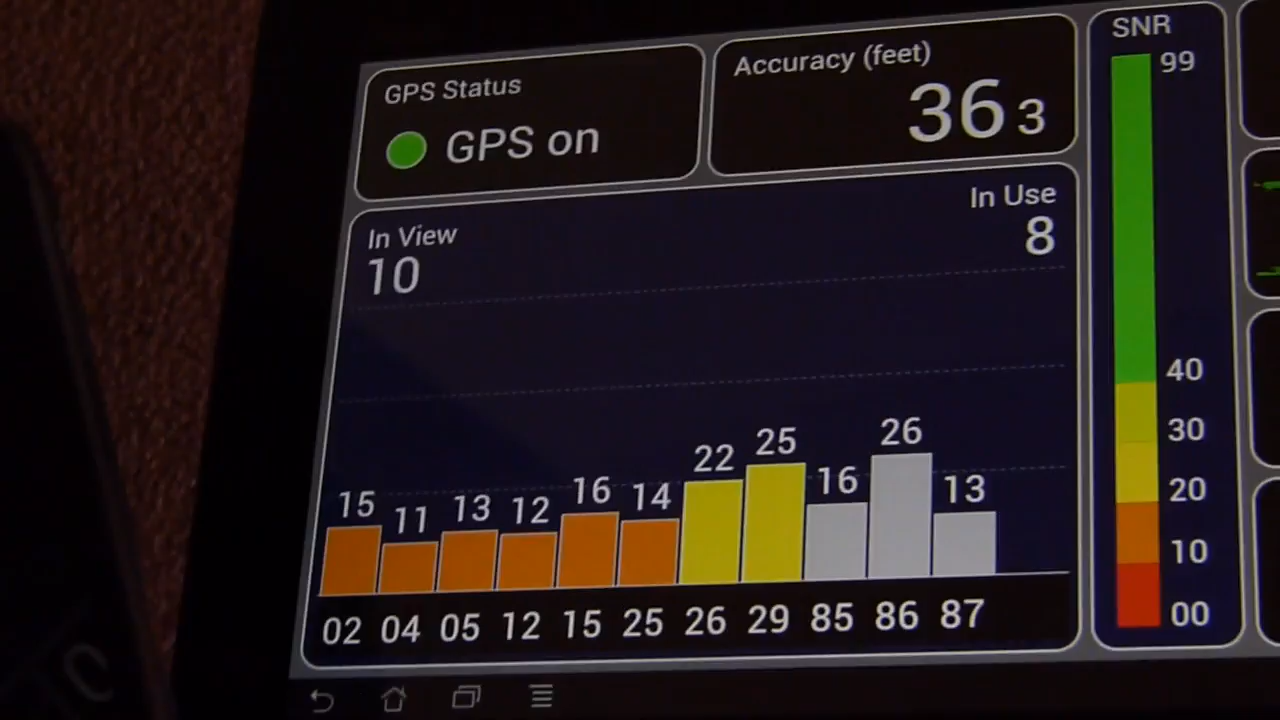 GPS Status
GPS on
Accuracy (feet)
36 3
In View
10
In Use
8
15 11 13 12 16 14 22 25 16 26 13
02 04 05 12 15 25 26 29 85 86 87
SNR
99
40
30
20
10
00